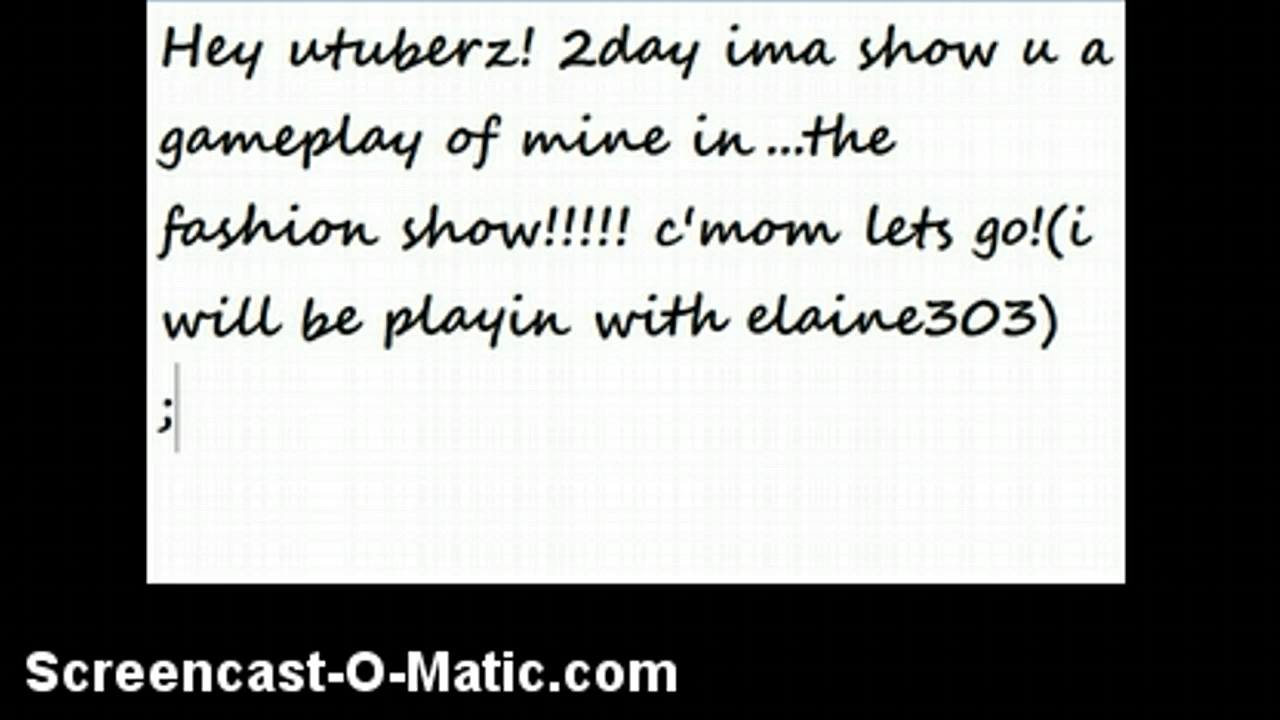 Hey utuberz! 2day ima show u a
gameplay of mine in...the
fashion show!!!!! c'mom lets go!(i
will be playin with elaine303)
;
Screencast-O-Matic.com